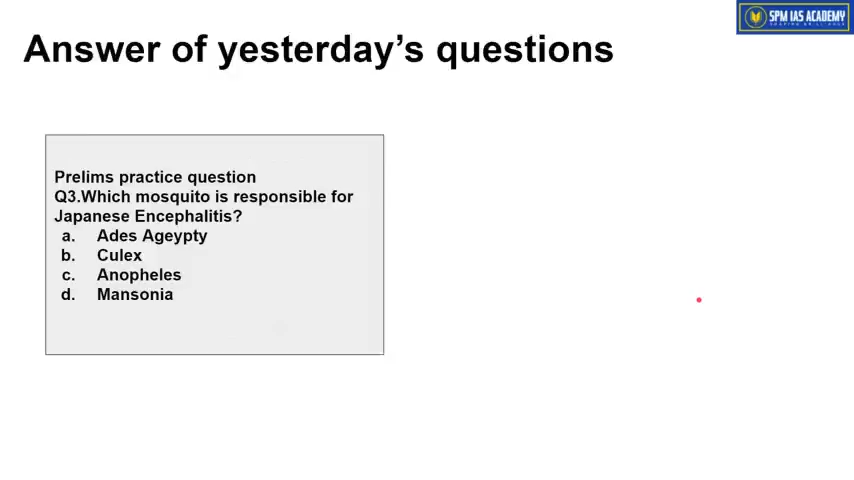 SPM IAS ACADEMY
Answer of yesterday's questions
Prelims practice question
Q3.Which mosquito is responsible for
Japanese Encephalitis?
a. Ades Ageypty
b. Culex
c. Anopheles
d. Mansonia